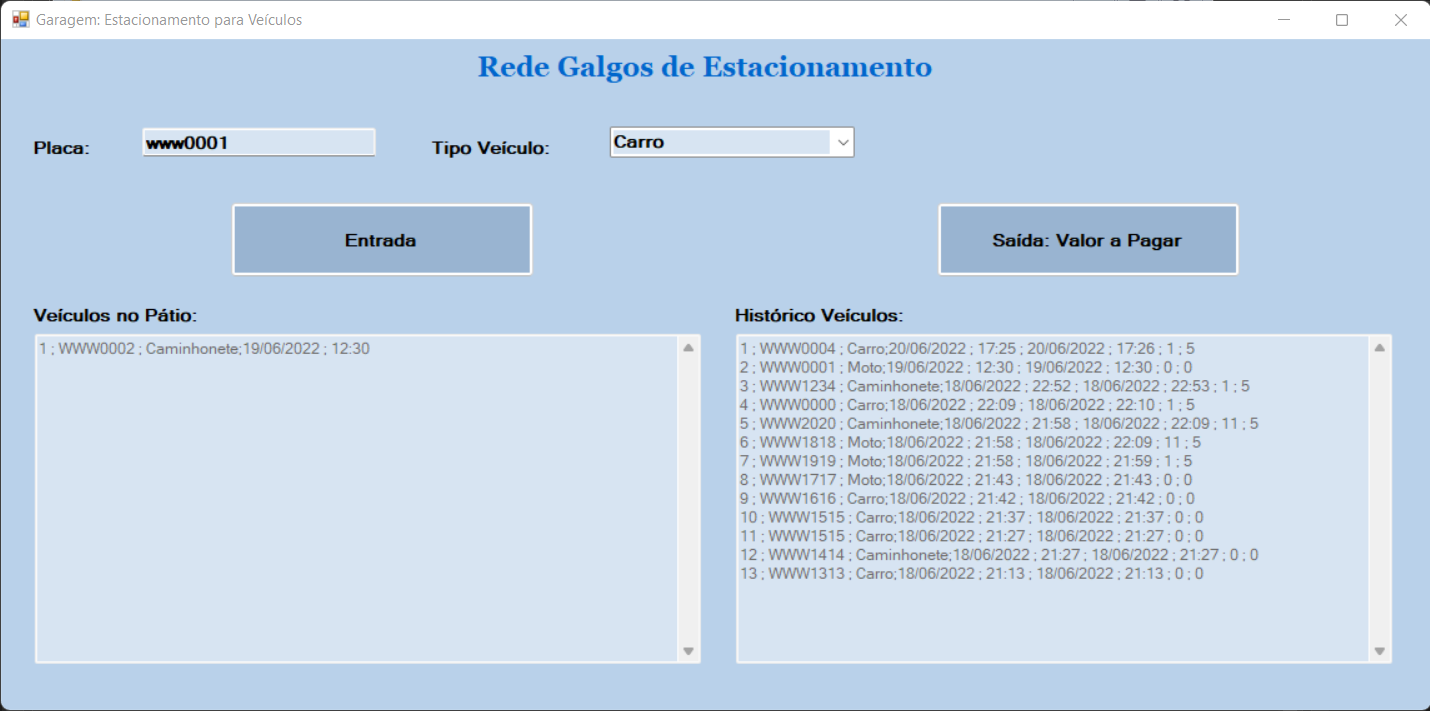 Garagem: Estacionamento para Veículos
Rede Galgos de Estacionamento
Placa:
www0001
Tipo Veículo:
Carro
Entrada
Saída: Valor a Pagar
Veículos no Pátio:
1 ; WWW0002 ; Caminhonete;19/06/2022 ; 12:30
Histórico Veículos:
1 ; WWW0004 ; Carro;20/06/2022 ; 17:25 ; 20/06/2022 ; 17:26 ; 1 ; 5
2 ; WWW0001 ; Moto;19/06/2022 ; 12:30 ; 19/06/2022 ; 12:30 ; 0 ; 0
3 ; WWW1234 ; Caminhonete;18/06/2022 ; 22:52 ; 18/06/2022 ; 22:53 ; 1 ; 5
4 ; WWW0000 ; Carro;18/06/2022 ; 22:09 ; 18/06/2022 ; 22:10 ; 1 ; 5
5 ; WWW2020 ; Caminhonete;18/06/2022 ; 21:58 ; 18/06/2022 ; 22:09 ; 11 ; 5
6 ; WWW1818 ; Moto;18/06/2022 ; 21:58 ; 18/06/2022 ; 22:09 ; 11 ; 5
7 ; WWW1919 ; Moto;18/06/2022 ; 21:58 ; 18/06/2022 ; 21:59 ; 1 ; 5
8 ; WWW1717 ; Moto;18/06/2022 ; 21:43 ; 18/06/2022 ; 21:43 ; 0 ; 0
9 ; WWW1616 ; Carro;18/06/2022 ; 21:42 ; 18/06/2022 ; 21:42 ; 0 ; 0
10 ; WWW1515 ; Carro;18/06/2022 ; 21:37 ; 18/06/2022 ; 21:37 ; 0 ; 0
11 ; WWW1515 ; Carro;18/06/2022 ; 21:27 ; 18/06/2022 ; 21:27 ; 0 ; 0
12 ; WWW1414 ; Caminhonete;18/06/2022 ; 21:27 ; 18/06/2022 ; 21:27 ; 0 ; 0
13 ; WWW1313 ; Carro;18/06/2022 ; 21:13 ; 18/06/2022 ; 21:13 ; 0 ; 0